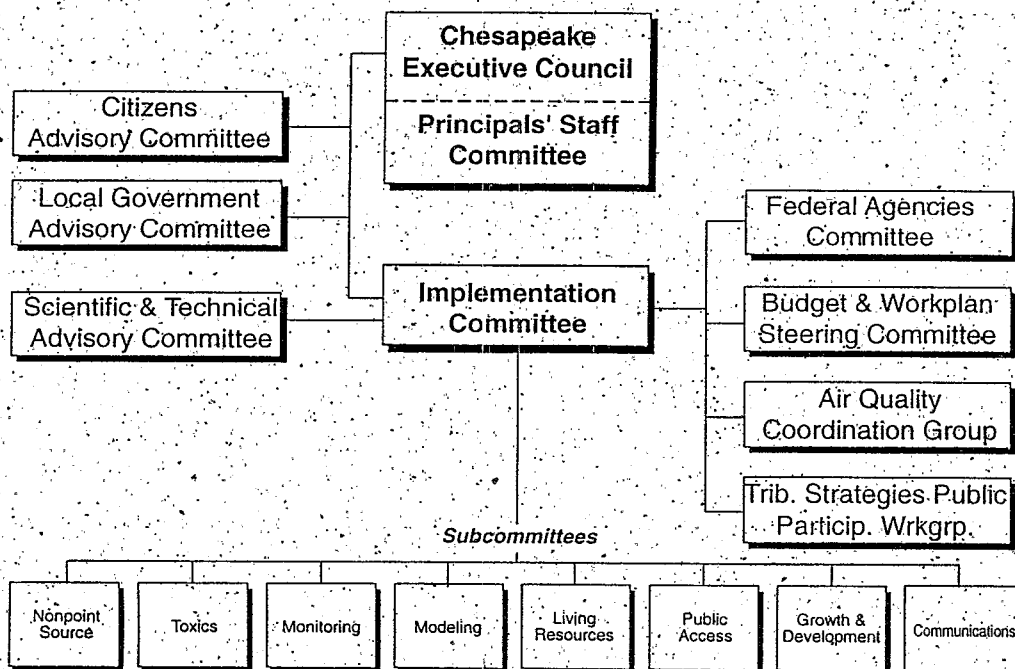 Chesapeake
Executive Council
Principals' Staff
Committee
Citizens
Advisory Committee
Local Government
Advisory Committee
Scientific & Technical
Advisory Committee
Implementation
Committee
Federal Agencies
Committee
Budget & Workplan
Steering Committee
Air Quality
Coordination Group
Trib. Strategies Public
Particip. Wrkgrp.
Subcommittees
Nonpoint
Source
Toxics
Monitoring
Modeling
Living
Resources
Public
Access
Growth &
Development
Communications